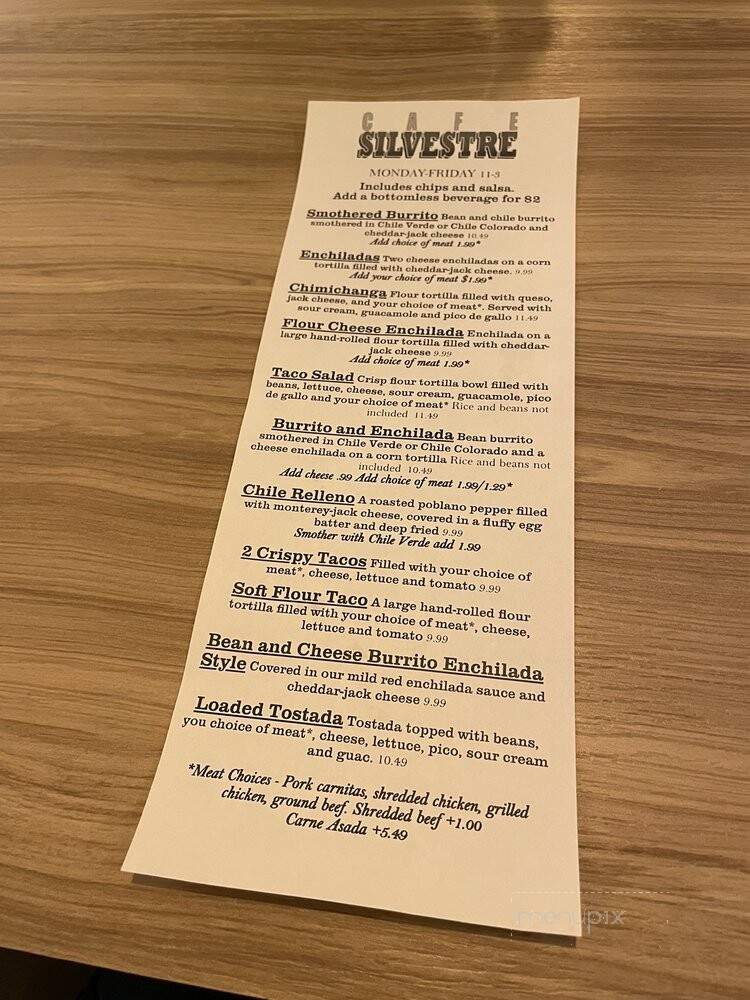 CAFE
SILVESTRE
MONDAY-FRIDAY 11-3
Includes chips and salsa.
Add a bottomless beverage for $2
Smothered Burrito Bean and chile burrito
smothered in Chile Verde or Chile Colorado and
cheddar-jack cheese 10.49
Add choice of meat 1.99*
Enchiladas Two cheese enchiladas on a corn
tortilla filled with cheddar-jack cheese. 9.99
Add your choice of meat $1.99*
Chimichanga Flour tortilla filled with queso,
jack cheese, and your choice of meat*. Served with
sour cream, guacamole and pico de gallo 11.49
Flour Cheese Enchilada Enchilada on a
large hand-rolled flour tortilla filled with cheddar-
jack cheese 9.99
Add choice of meat 1.99*
Taco Salad Crisp flour tortilla bowl filled with
beans, lettuce, cheese, sour cream, guacamole, pico
de gallo and your choice of meat* Rice and beans not
included 11.49
Burrito and Enchilada Bean burrito
smothered in Chile Verde or Chile Colorado and a
cheese enchilada on a corn tortilla Rice and beans not
included 10.49
Add cheese .99 Add choice of meat 1.99/1.29*
Chile Relleno A roasted poblano pepper filled
with monterey-jack cheese, covered in a fluffy egg
batter and deep fried 9.99
Smother with Chile Verde add 1.99
2 Crispy Tacos Filled with your choice of
meat*, cheese, lettuce and tomato 9.99
Soft Flour Taco A large hand-rolled flour
tortilla filled with your choice of meat*, cheese,
lettuce and tomato 9.99
Bean and Cheese Burrito Enchilada
Style Covered in our mild red enchilada sauce and
cheddar-jack cheese 9.99
Loaded Tostada Tostada topped with beans,
you choice of meat*, cheese, lettuce, pico, sour cream
and guac. 10.49
*Meat Choices - Pork carnitas, shredded chicken, grilled
chicken, ground beef. Shredded beef +1.00
Carne Asada +5.49
menupix